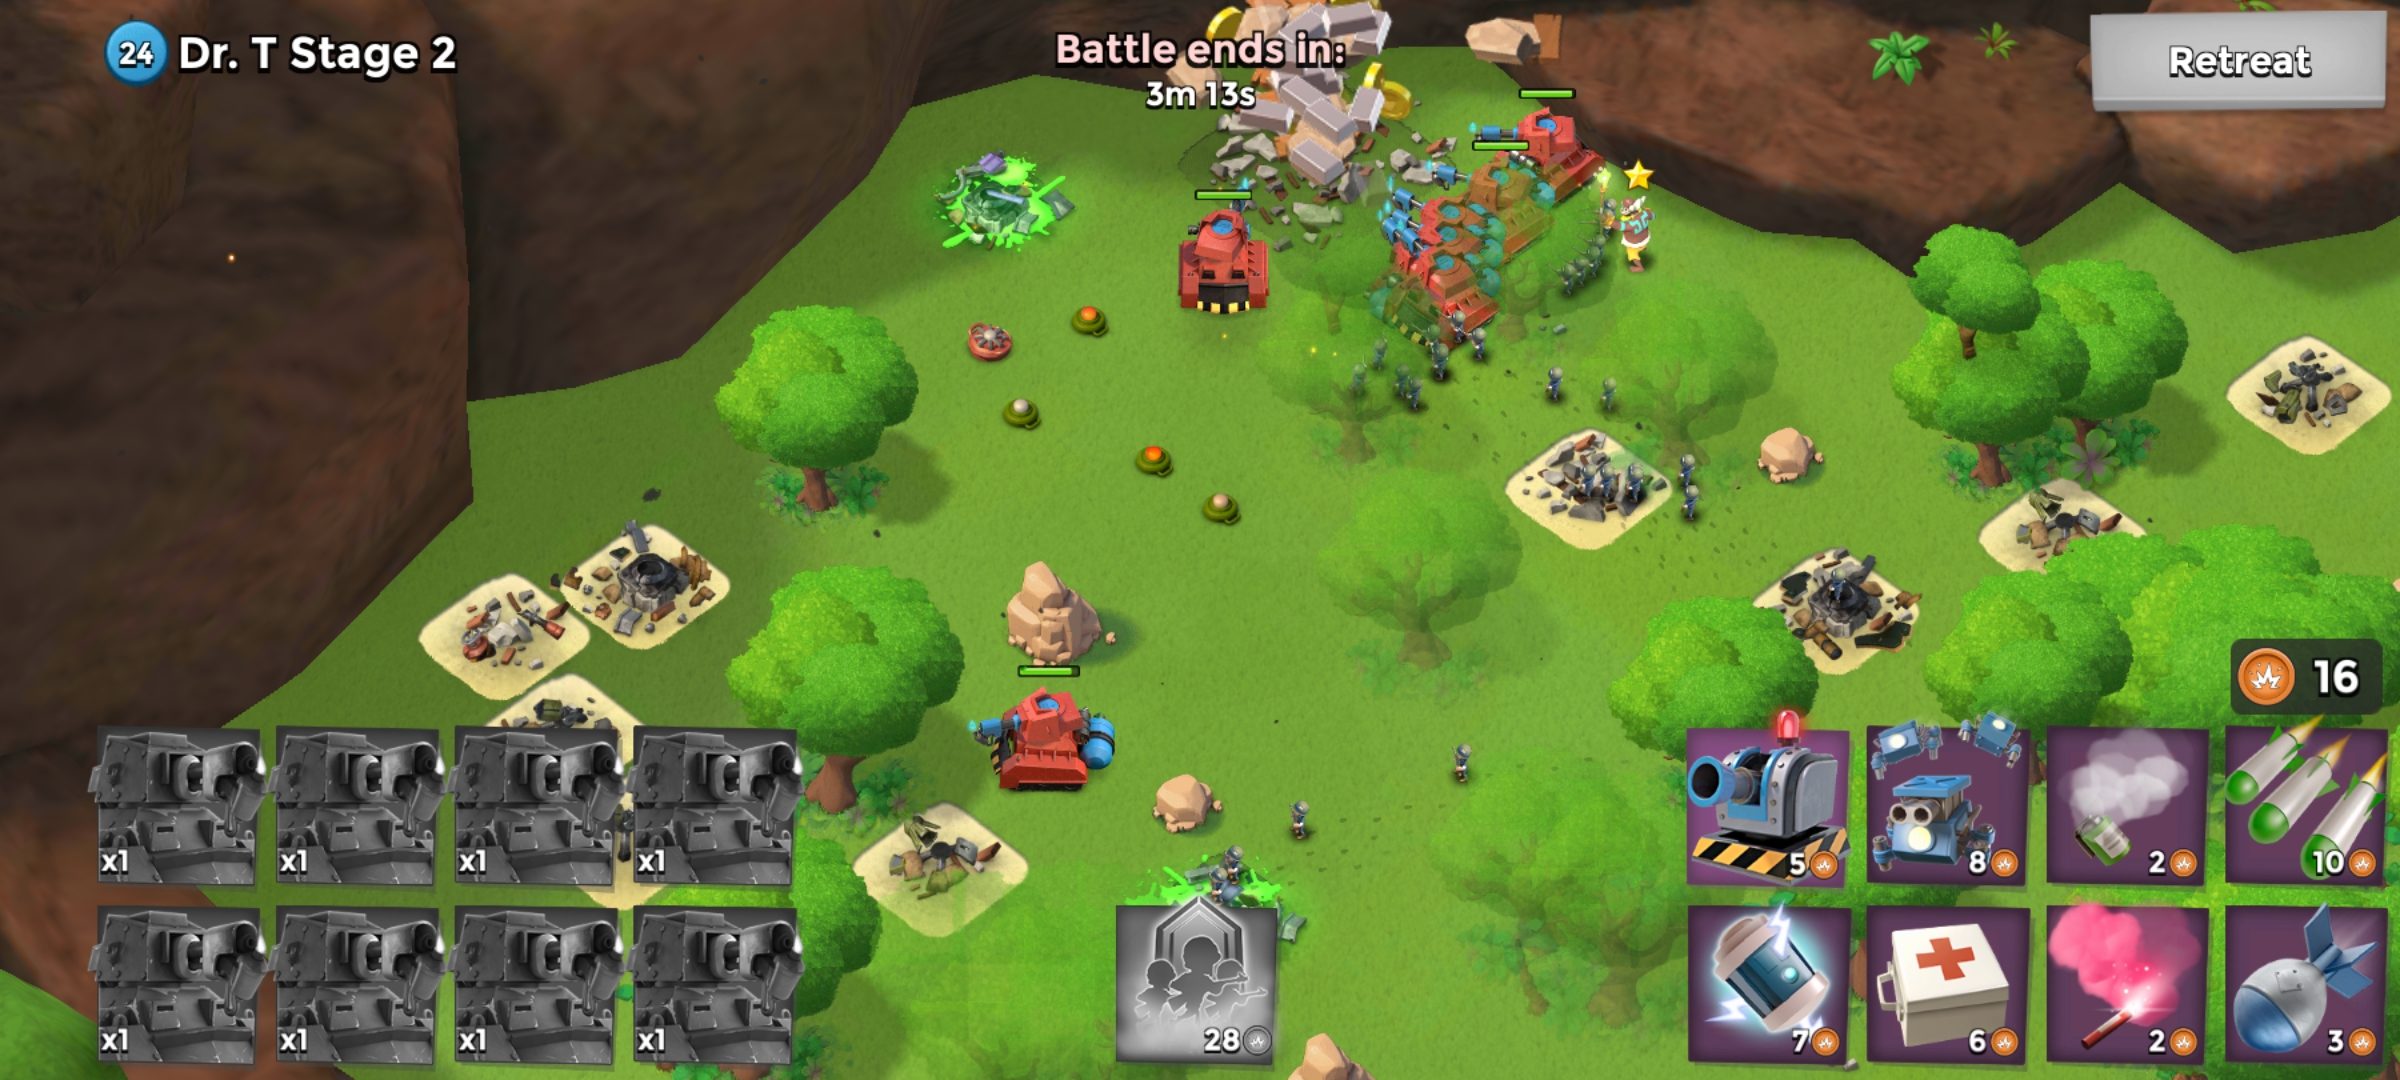 24 Dr. T Stage 2
Battle ends in:
3m 13s
Retreat
16
x1 x1 x1 x1
5 8 2 10
x1 x1 x1 x1
28
7 6 2 3